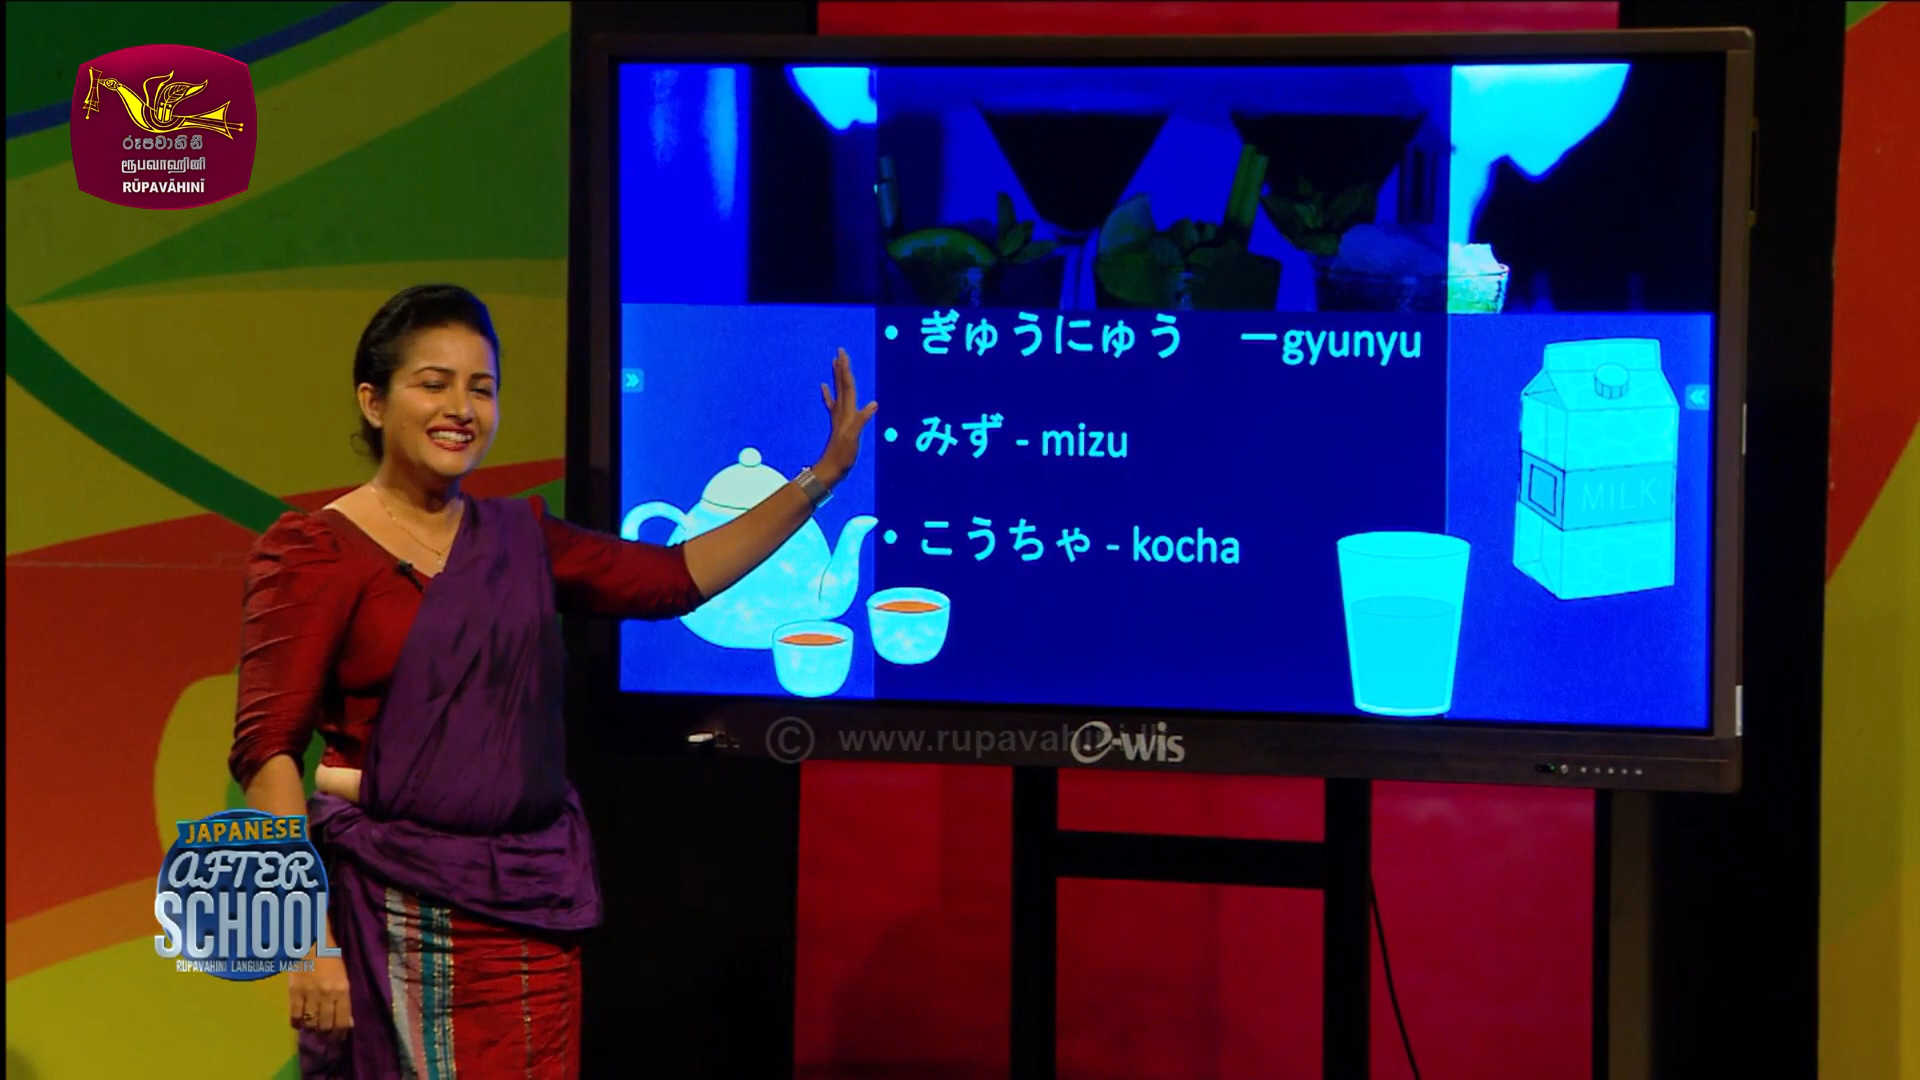 රූපවාහිනී
ரூபவாஹினி
RŪPAVĀHINĪ
• ぎゅうにゅう ーgyunyu
• みず - mizu
• こうちゃ - kocha
MILK
© www.rupavahini
e-wis
JAPANESE
AFTER
SCHOOL
RUPAVAHINI LANGUAGE MASTER